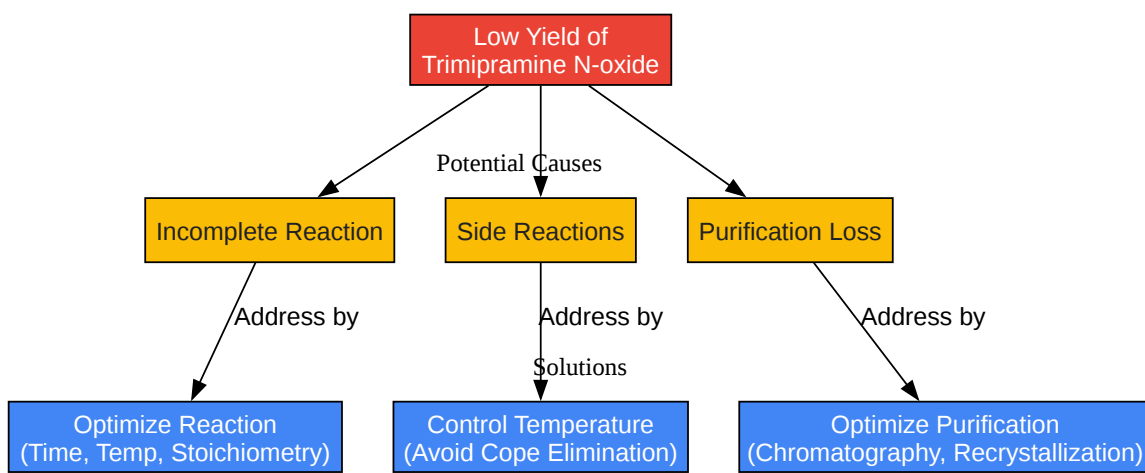 Low Yield of
Trimipramine N-oxide
Potential Causes
Incomplete Reaction
Side Reactions
Purification Loss
Address by
Address by
Address by
Solutions
Optimize Reaction
(Time, Temp, Stoichiometry)
Control Temperature
(Avoid Cope Elimination)
Optimize Purification
(Chromatography, Recrystallization)